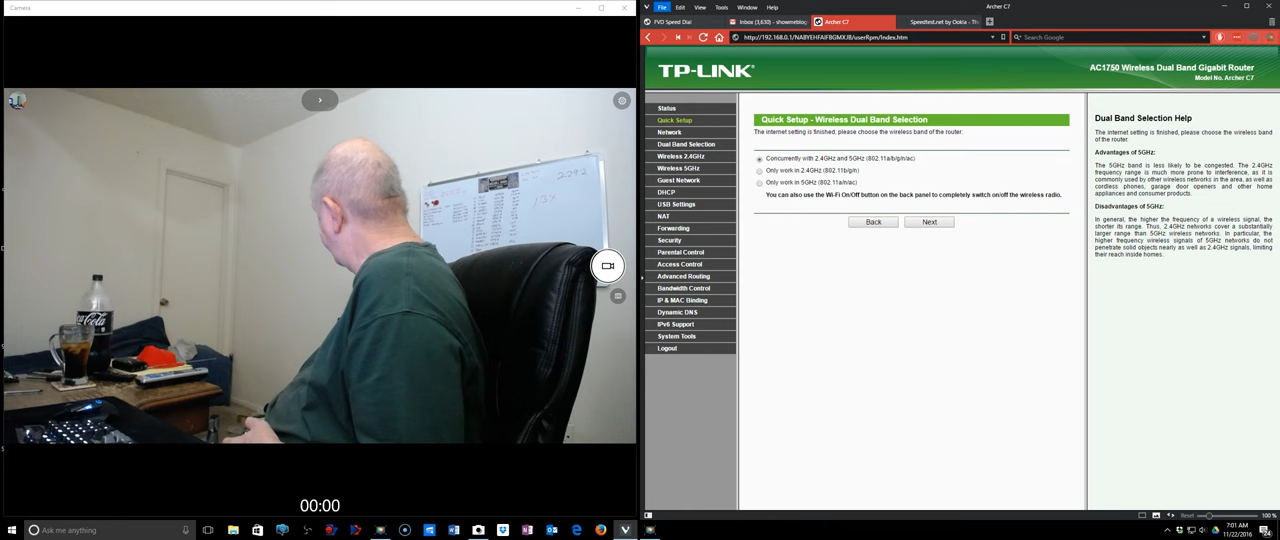 Camera
00:00
Coca-Cola
2292
13x
File Edit View Tools Window Help
Archer C7
FVD Speed Dial
Inbox (3,630) - showmeblog
Archer C7
Speedtest.net by Ookla - Th
http://192.168.0.1/NABYEHFAIFBGMXJB/userRpm/Index.htm
Search Google
TP-LINK
AC1750 Wireless Dual Band Gigabit Router
Model No. Archer C7
Status
Quick Setup
Network
Dual Band Selection
Wireless 2.4GHz
Wireless 5GHz
Guest Network
DHCP
USB Settings
NAT
Forwarding
Security
Parental Control
Access Control
Advanced Routing
Bandwidth Control
IP & MAC Binding
Dynamic DNS
IPv6 Support
System Tools
Logout
Quick Setup - Wireless Dual Band Selection
The internet setting is finished, please choose the wireless band of the router:
Concurrently with 2.4GHz and 5GHz (802.11a/b/g/n/ac)
Only work in 2.4GHz (802.11b/g/n)
Only work in 5GHz (802.11a/n/ac)
You can also use the Wi-Fi On/Off button on the back panel to completely switch on/off the wireless radio.
Back Next
Dual Band Selection Help
The internet setting is finished, please choose the wireless band
of the router.
Advantages of 5GHz:
The 5GHz band is less likely to be congested. The 2.4GHz
frequency range is much more prone to interference, as it is
commonly used by other wireless networks in the area, as well as
cordless phones, garage door openers and other home
appliances and consumer products.
Disadvantages of 5GHz:
In general, the higher the frequency of a wireless signal, the
shorter its range. Thus, 2.4GHz networks cover a substantially
larger range than 5GHz wireless networks. In particular, the
higher frequency wireless signals of 5GHz networks do not
penetrate solid objects nearly as well as 2.4GHz signals, limiting
their reach inside homes.
Reset 100 %
Ask me anything
7:01 AM
11/22/2016
24